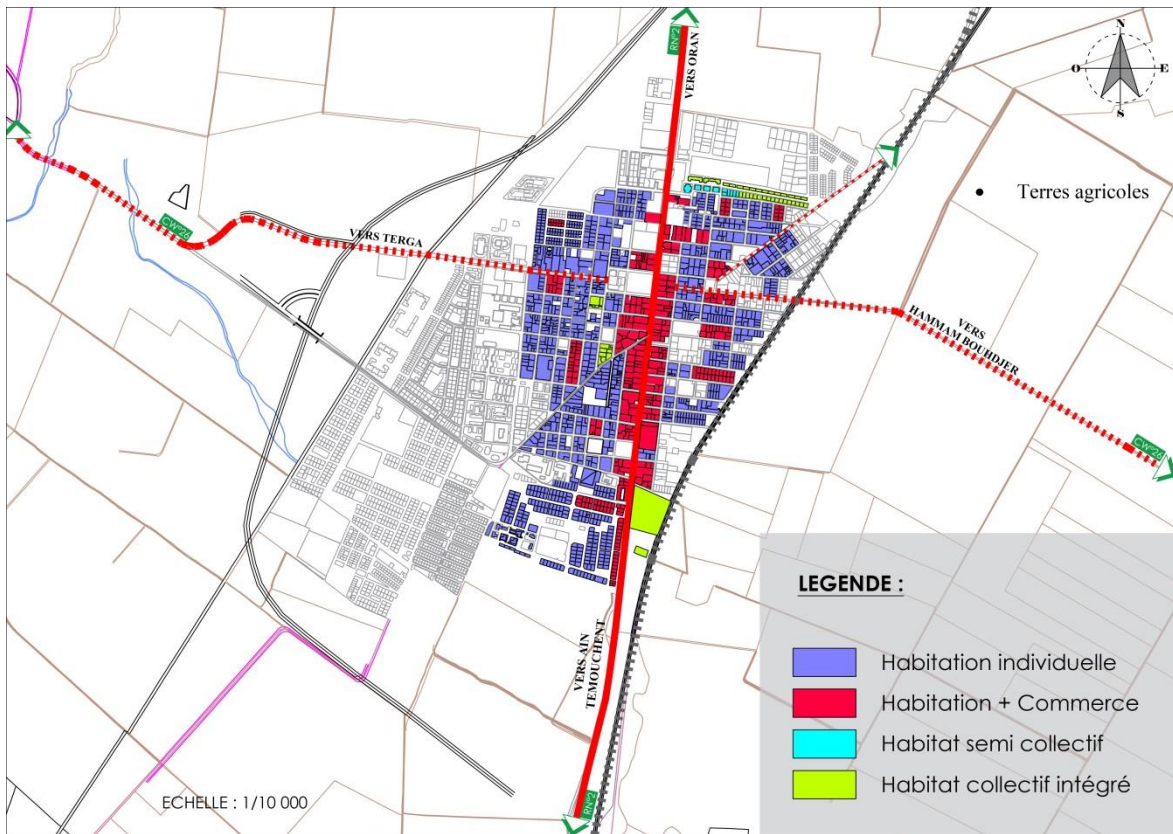 RN°2
VERS ORAN
N
O
E
S
Terres agricoles
CW°26
VERS TERGA
VERS
HAMMAM BOUHDJER
CW°26
VERS AIN
TEMOUCHENT
RN°2
ECHELLE : 1/10 000
LEGENDE :
Habitation individuelle
Habitation + Commerce
Habitat semi collectif
Habitat collectif intégré